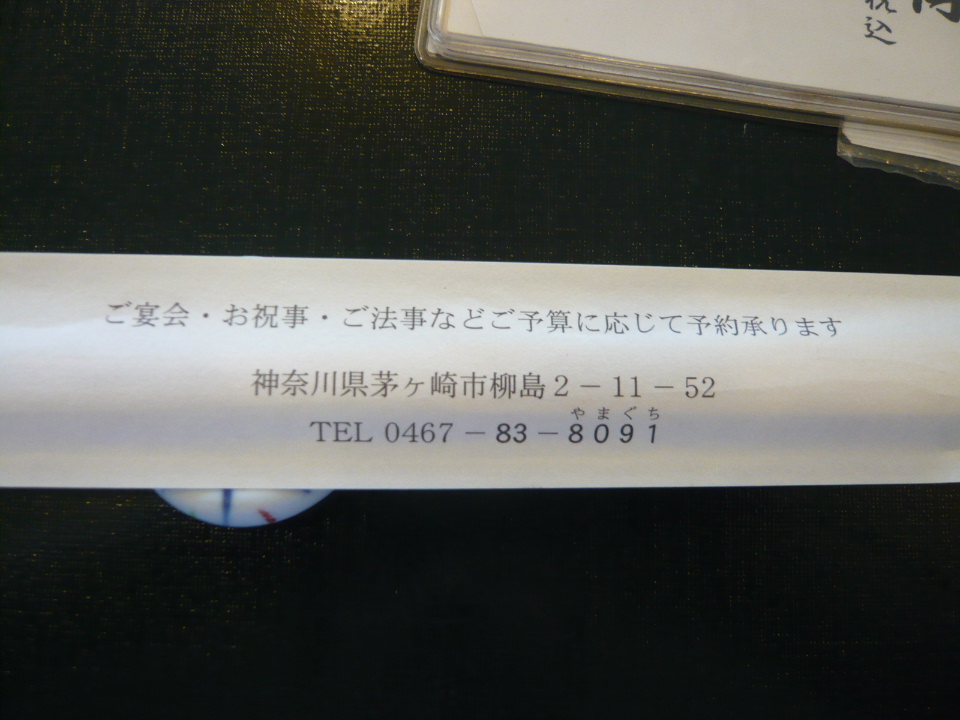 税込
ご宴会・お祝事・ご法事などご予算に応じて予約承ります
神奈川県茅ヶ崎市柳島2－11－52
やまぐち
TEL 0467－83－8091